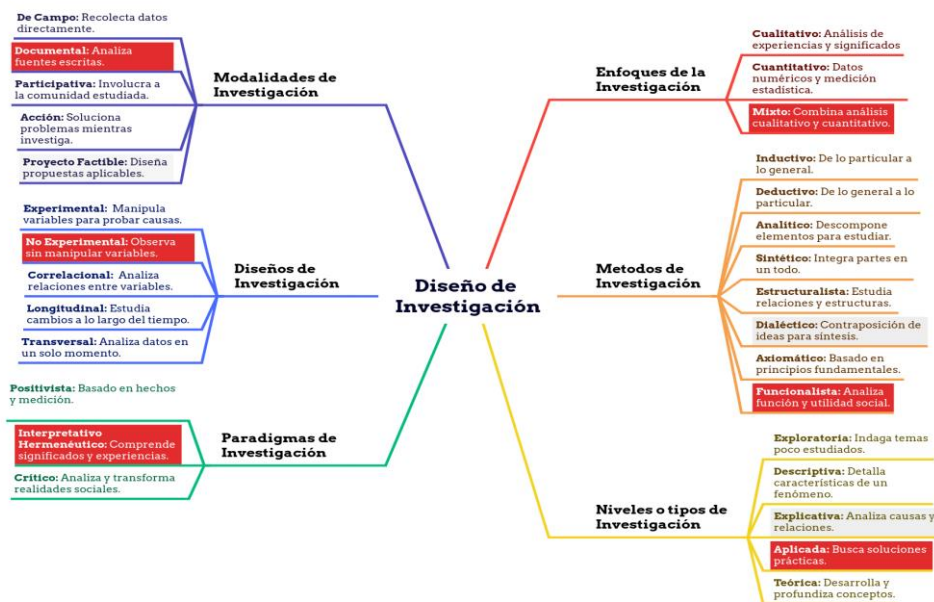 De Campo: Recolecta datos
directamente.
Documental: Analiza
fuentes escritas.
Participativa: Involucra a
la comunidad estudiada.
Acción: Soluciona
problemas mientras
investiga.
Proyecto Factible: Diseña
propuestas aplicables.
Modalidades de
Investigación
Experimental: Manipula
variables para probar causas.
No Experimental: Observa
sin manipular variables.
Correlacional: Analiza
relaciones entre variables.
Longitudinal: Estudia
cambios a lo largo del tiempo.
Transversal: Analiza datos en
un solo momento.
Diseños de
Investigación
Positivista: Basado en hechos
y medición.
Interpretativo
Hermenéutico: Comprende
significados y experiencias.
Crítico: Analiza y transforma
realidades sociales.
Paradigmas de
Investigación
Diseño de
Investigación
Enfoques de la
Investigación
Cualitativo: Análisis de
experiencias y significados
Cuantitativo: Datos
numéricos y medición
estadística.
Mixto: Combina análisis
cualitativo y cuantitativo.
Metodos de
Investigación
Inductivo: De lo particular a
lo general.
Deductivo: De lo general a lo
particular.
Analítico: Descompone
elementos para estudiar.
Sintético: Integra partes en
un todo.
Estructuralista: Estudia
relaciones y estructuras.
Dialéctico: Contraposición de
ideas para síntesis.
Axiomático: Basado en
principios fundamentales.
Funcionalista: Analiza
función y utilidad social.
Niveles o tipos de
Investigación
Exploratoria: Indaga temas
poco estudiados.
Descriptiva: Detalla
características de un
fenómeno.
Explicativa: Analiza causas y
relaciones.
Aplicada: Busca soluciones
prácticas.
Teórica: Desarrolla y
profundiza conceptos.